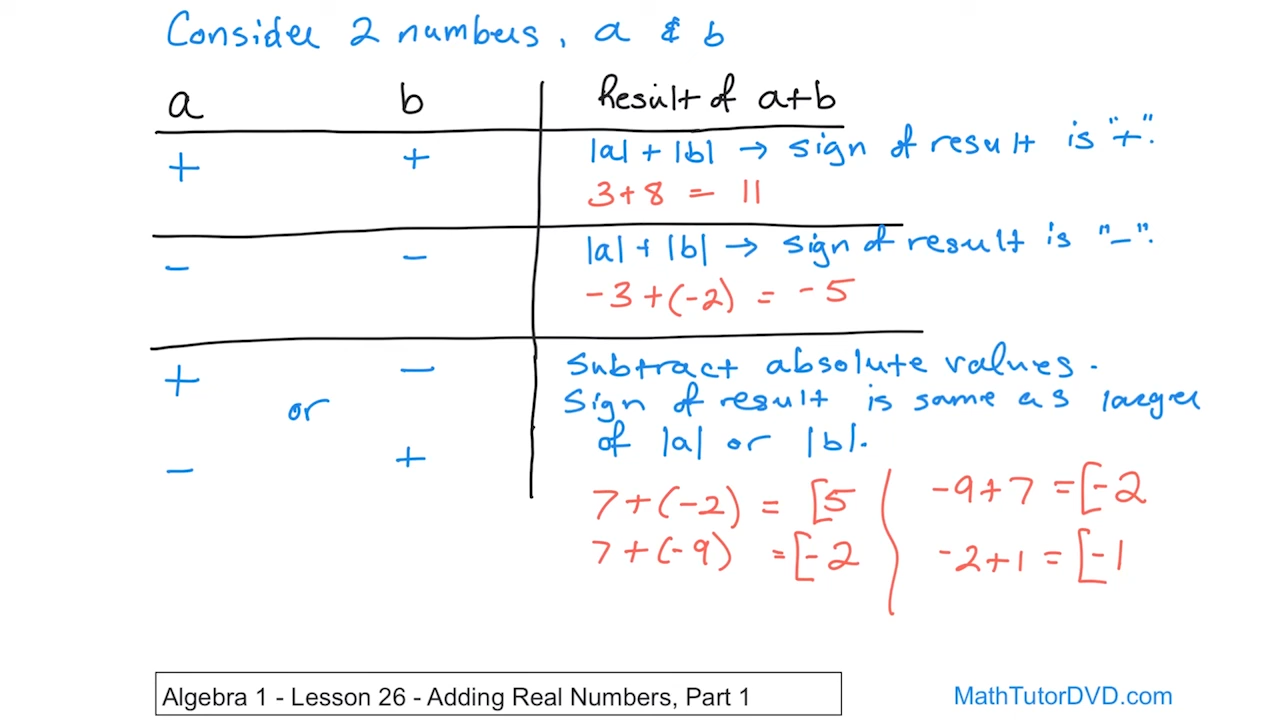 Consider 2 numbers, a & b
a b Result of a+b
+ + |a| + |b| → sign of result is "+".
3+8 = 11
- - |a| + |b| → sign of result is "-".
-3+(-2) = -5
+ - Subtract absolute values.
or Sign of result is same as larger
- + of |a| or |b|.
7+(-2) = [5 -9+7 =[-2
7+(-9) =[-2 -2+1 =[-1
Algebra 1 - Lesson 26 - Adding Real Numbers, Part 1
MathTutorDVD.com